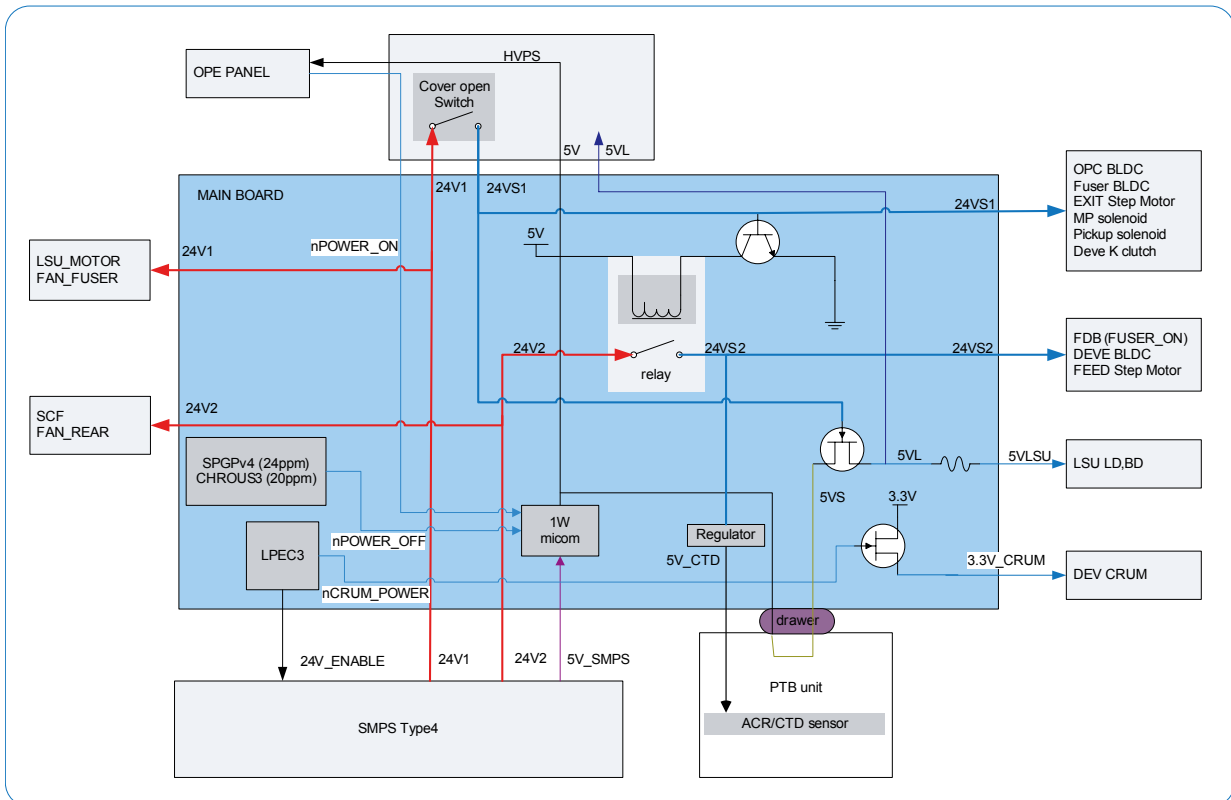 HVPS
OPE PANEL
Cover open
Switch
5V
5VL
24V1
24VS1
MAIN BOARD
OPC BLDC
Fuser BLDC
EXIT Step Motor
MP solenoid
Pickup solenoid
Deve K clutch
24VS1
5V
nPOWER_ON
24V1
LSU_MOTOR
FAN_FUSER
24V2
24VS2
24VS2
relay
FDB (FUSER_ON)
DEVE BLDC
FEED Step Motor
SCF
FAN_REAR
24V2
SPGPv4 (24ppm)
CHROUS3 (20ppm)
5VL
5VLSU
LSU LD,BD
5VS
3.3V
1W
micom
Regulator
nPOWER_OFF
LPEC3
5V_CTD
3.3V_CRUM
DEV CRUM
nCRUM_POWER
drawer
24V_ENABLE
24V1
24V2
5V_SMPS
PTB unit
SMPS Type4
ACR/CTD sensor